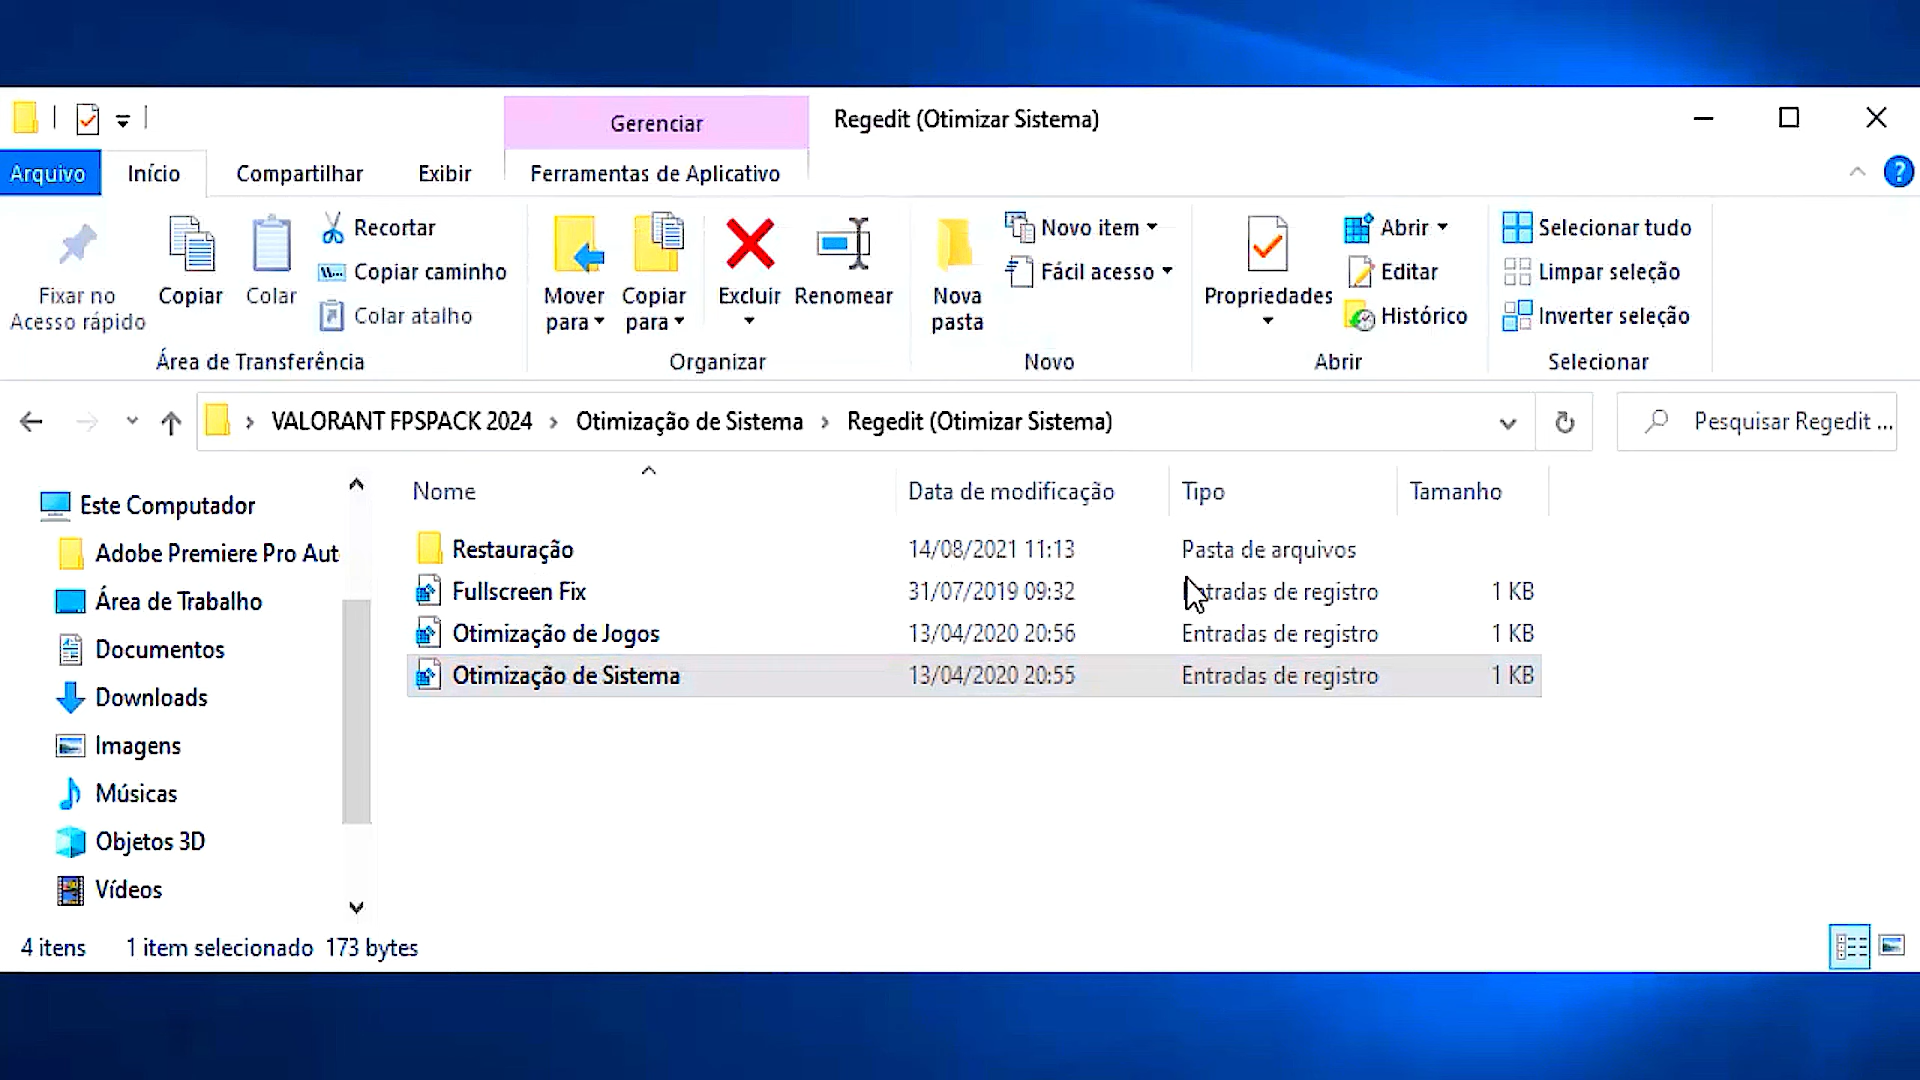 Gerenciar
Regedit (Otimizar Sistema)
Arquivo
Início
Compartilhar
Exibir
Ferramentas de Aplicativo
?
Fixar no
Acesso rápido
Copiar
Colar
Recortar
Copiar caminho
Colar atalho
Área de Transferência
Mover
para
Copiar
para
Excluir
Renomear
Organizar
Nova
pasta
Novo item
Fácil acesso
Novo
Propriedades
Abrir
Editar
Histórico
Abrir
Selecionar tudo
Limpar seleção
Inverter seleção
Selecionar
VALORANT FPSPACK 2024 › Otimização de Sistema › Regedit (Otimizar Sistema)
Pesquisar Regedit ...
Este Computador
Adobe Premiere Pro Aut
Área de Trabalho
Documentos
Downloads
Imagens
Músicas
Objetos 3D
Vídeos
Nome Data de modificação Tipo Tamanho
Restauração 14/08/2021 11:13 Pasta de arquivos
Fullscreen Fix 31/07/2019 09:32 Entradas de registro 1 KB
Otimização de Jogos 13/04/2020 20:56 Entradas de registro 1 KB
Otimização de Sistema 13/04/2020 20:55 Entradas de registro 1 KB
4 itens 1 item selecionado 173 bytes